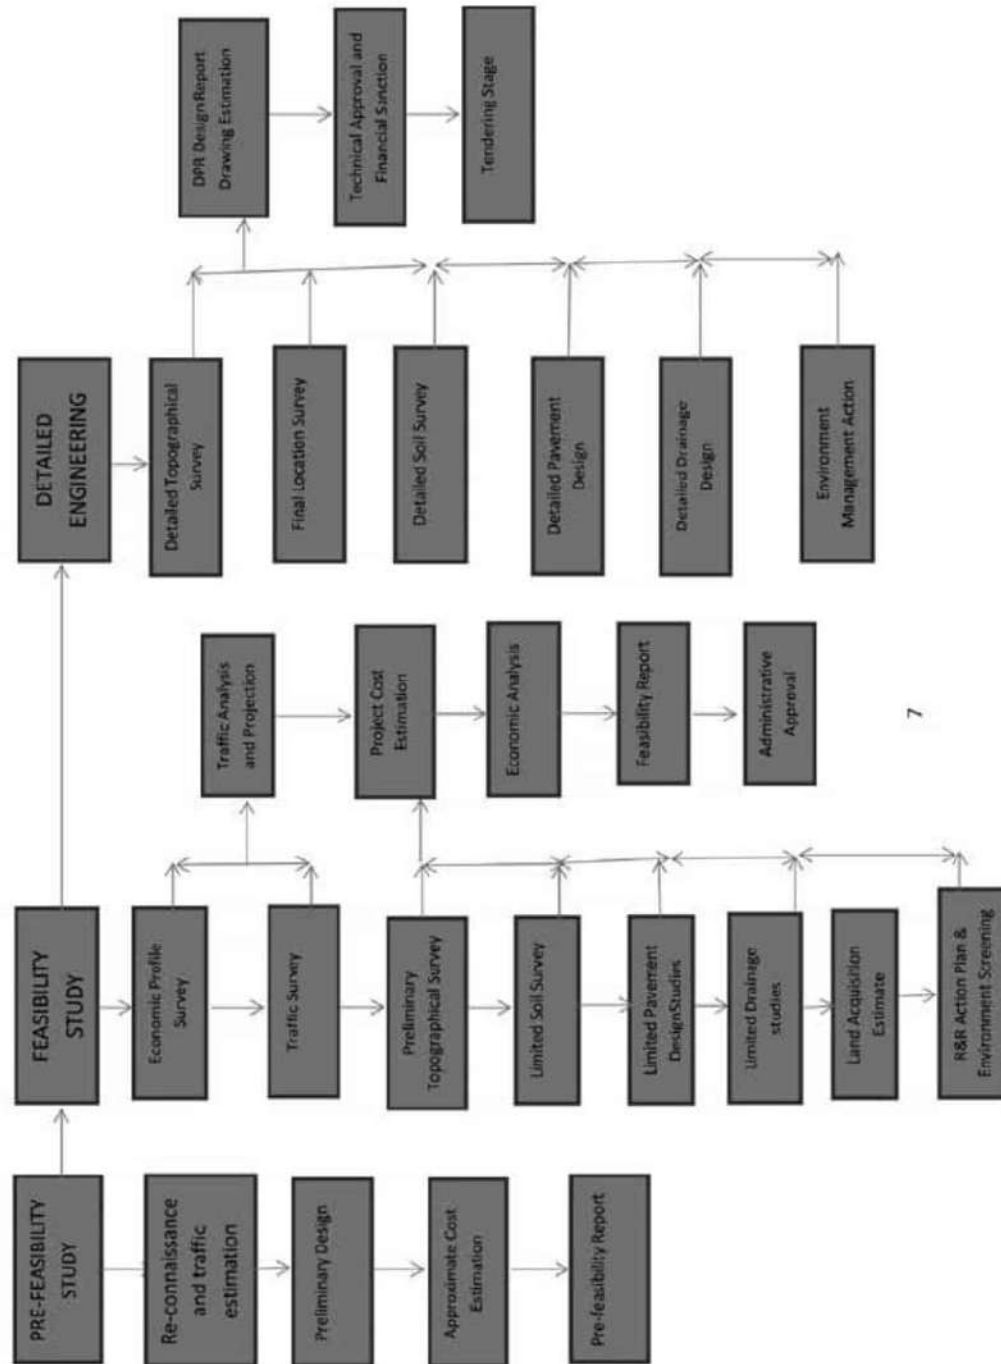 PRE-FEASIBILITY
STUDY
Re-connaissance
and traffic
estimation
Preliminary Design
Approximate Cost
Estimation
Pre-feasibility Report
FEASIBILITY
STUDY
Economic Profile
Survey
Traffic Survey
Preliminary
Topographical Survey
Limited Soil Survey
Limited Pavement
DesignStudies
Limited Drainage
studies
Land Acquisition
Estimate
R&R Action Plan &
Environment Screening
Traffic Analysis
and Projection
Project Cost
Estimation
Economic Analysis
Feasibility Report
Administrative
Approval
DETAILED
ENGINEERING
Detailed Topographical
Survey
Final Location Survey
Detailed Soil Survey
Detailed Pavement
Design
Detailed Drainage
Design
Environment
Management Action
DPR DesignReport
Drawing Estimation
Technical Approval and
Financial Sanction
Tendering Stage
7